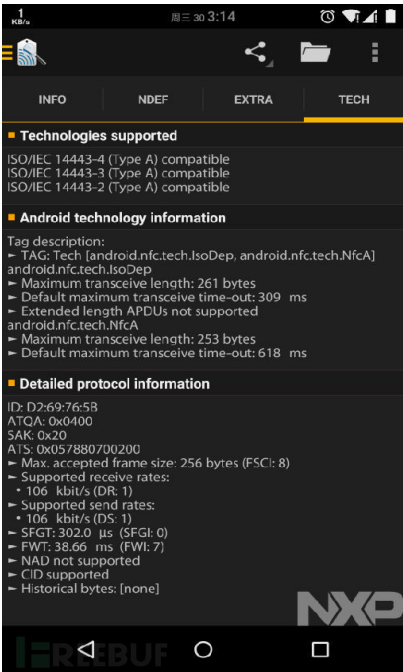 1
KB/s
周三 30 3:14
INFO
NDEF
EXTRA
TECH
Technologies supported
ISO/IEC 14443-4 (Type A) compatible
ISO/IEC 14443-3 (Type A) compatible
ISO/IEC 14443-2 (Type A) compatible
Android technology information
Tag description:
► TAG: Tech [android.nfc.tech.IsoDep, android.nfc.tech.NfcA]
android.nfc.tech.IsoDep
► Maximum transceive length: 261 bytes
► Default maximum transceive time-out: 309 ms
► Extended length APDUs not supported
android.nfc.tech.NfcA
► Maximum transceive length: 253 bytes
► Default maximum transceive time-out: 618 ms
Detailed protocol information
ID: D2:69:76:5B
ATQA: 0x0400
SAK: 0x20
ATS: 0x057880700200
► Max. accepted frame size: 256 bytes (FSCI: 8)
► Supported receive rates:
• 106 kbit/s (DR: 1)
► Supported send rates:
• 106 kbit/s (DS: 1)
► SFGT: 302.0 µs (SFGI: 0)
► FWT: 38.66 ms (FWI: 7)
► NAD not supported
► CID supported
► Historical bytes: [none]
NXP
FREEBUF